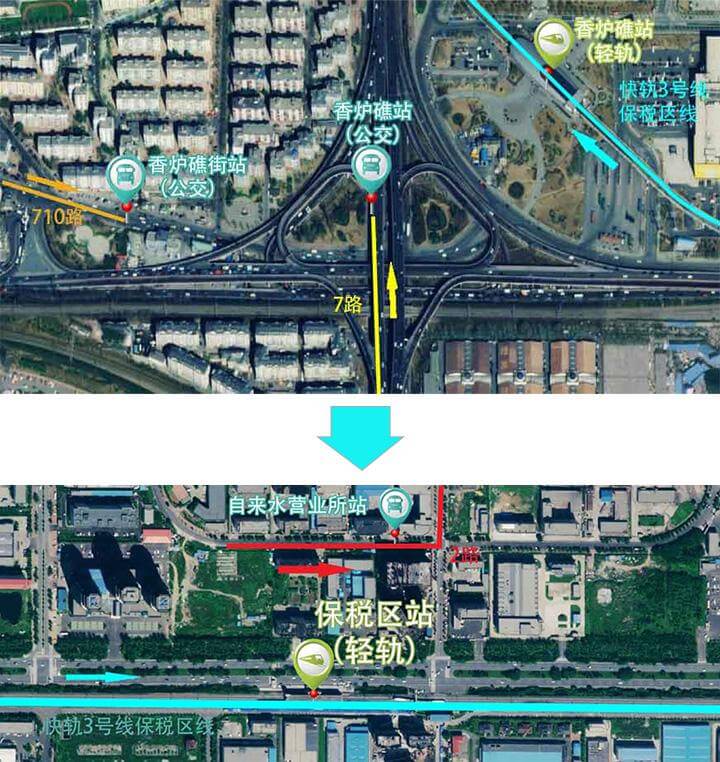 香炉礁站
(轻轨)
快轨3号线
保税区线
香炉礁站
(公交)
香炉礁街站
(公交)
710路
7路
自来水营业所站
2路
保税区站
(轻轨)
快轨3号线保税区线